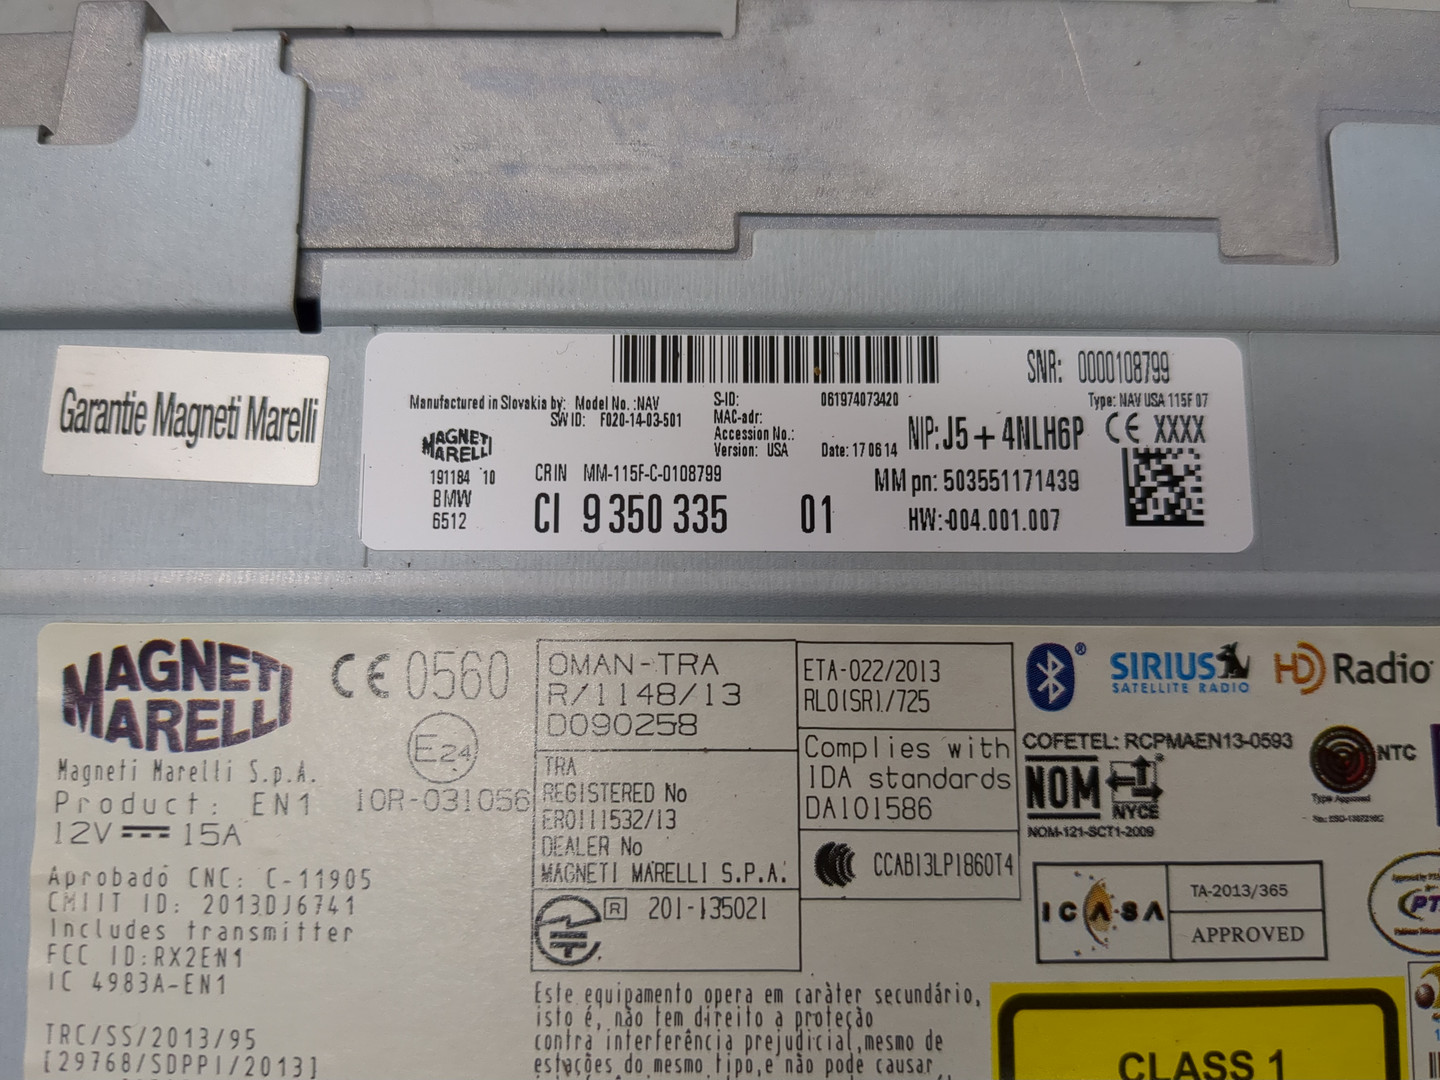 Garantie Magneti Marelli
SNR: 0000108799
Manufactured in Slovakia by:
Model No.:NAV
SW ID: F020-14-03-501
S-ID: 061974073420
MAC-adr:
Accession No.:
Version: USA
Date: 17 06 14
Type: NAV USA 115F 07
NIP:J5+4NLH6P
CE XXXX
MAGNETI
MARELLI
191184 10
BMW
6512
CRIN MM-115F-C-0108799
CI 9 350 335 01
MM pn: 503551171439
HW:-004.001.007
MAGNETI
MARELLI
CE 0560
E24
Magneti Marelli S.p.A.
Product: EN1
10R-031056
12V 15A
Aprobado CNC: C-11905
CMIIT ID: 2013DJ6741
Includes transmitter
FCC ID:RX2EN1
IC 4983A-EN1
TRC/SS/2013/95
[29768/SDPPI/2013]
OMAN-TRA
R/1148/13
D090258
TRA
REGISTERED No
ER0111532/13
DEALER No
MAGNETI MARELLI S.P.A.
R 201-135021
ETA-022/2013
RLO(SR)./725
Complies with
IDA standards
DA101586
CCAB13LP1860T4
Este equipamento opera em caràter secundário,
isto é, não tem direito a proteção
contra interferência prejudicial,mesmo de
estações do mesmo tipo,e não pode causar
SIRIUS
SATELLITE RADIO
HD Radio
COFETEL: RCPMAEN13-0593
NOM
NYCE
NOM-121-SCT1-2009
NTC
Type Approved
ICASA
TA-2013/365
APPROVED
PT
CLASS 1